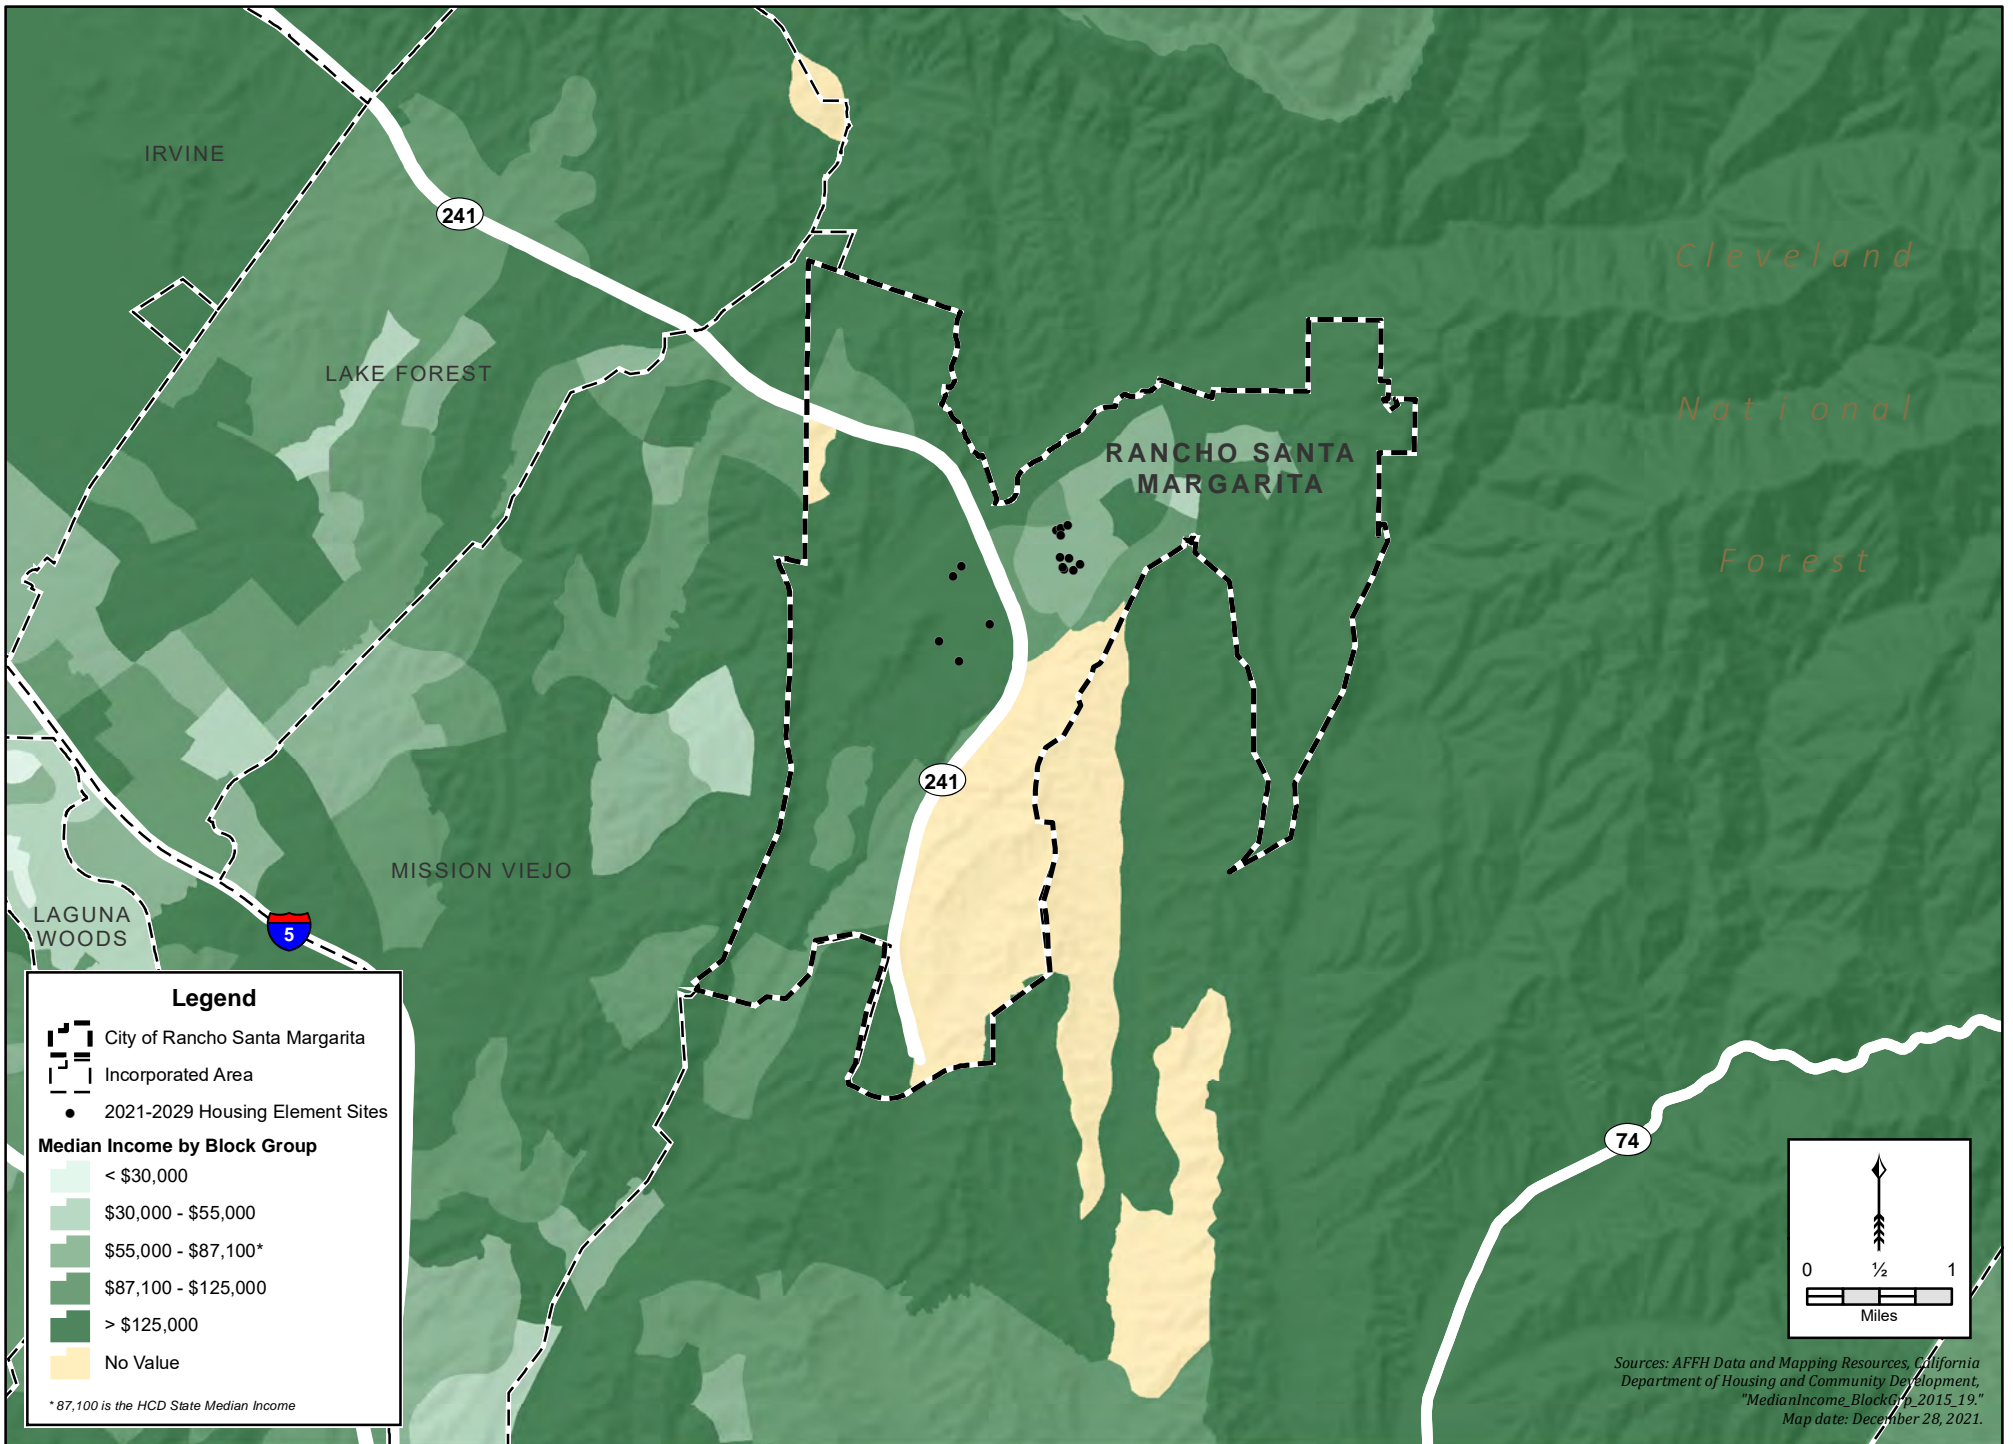 IRVINE
241
Cleveland
LAKE FOREST
National
RANCHO SANTA
MARGARITA
Forest
241
MISSION VIEJO
LAGUNA
WOODS
5
74
Legend
City of Rancho Santa Margarita
Incorporated Area
2021-2029 Housing Element Sites
Median Income by Block Group
< $30,000
$30,000 - $55,000
$55,000 - $87,100*
$87,100 - $125,000
> $125,000
No Value
* 87,100 is the HCD State Median Income
0 ½ 1
Miles
Sources: AFFH Data and Mapping Resources, California
Department of Housing and Community Development,
"MedianIncome_BlockGrp_2015_19."
Map date: December 28, 2021.